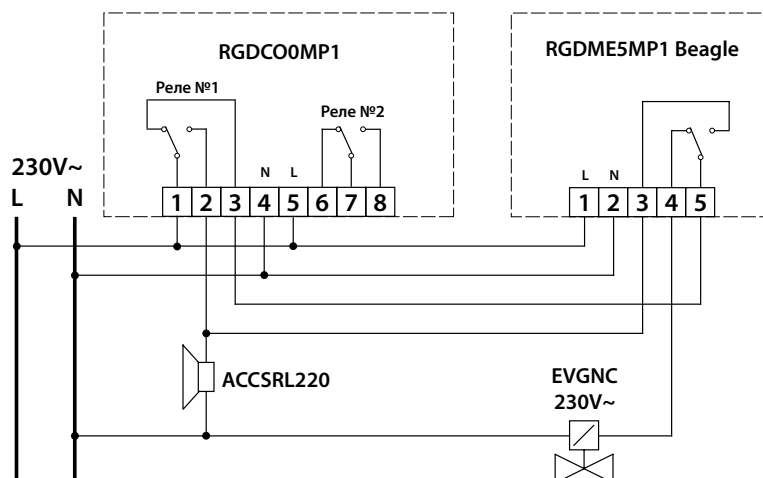 RGDCO0MP1
RGDME5MP1 Beagle
Реле №1
Реле №2
230V~
L N
N L
L N
1 2 3 4 5 6 7 8
1 2 3 4 5
ACCSRL220
EVGNC
230V~